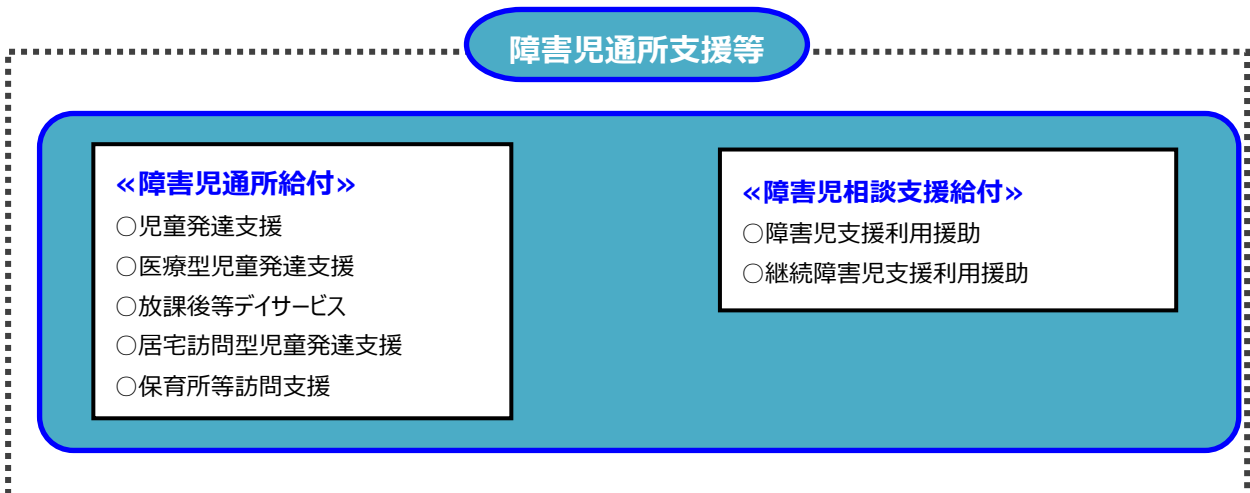 障害児通所支援等
≪障害児通所給付≫
○児童発達支援
○医療型児童発達支援
○放課後等デイサービス
○居宅訪問型児童発達支援
○保育所等訪問支援
≪障害児相談支援給付≫
○障害児支援利用援助
○継続障害児支援利用援助